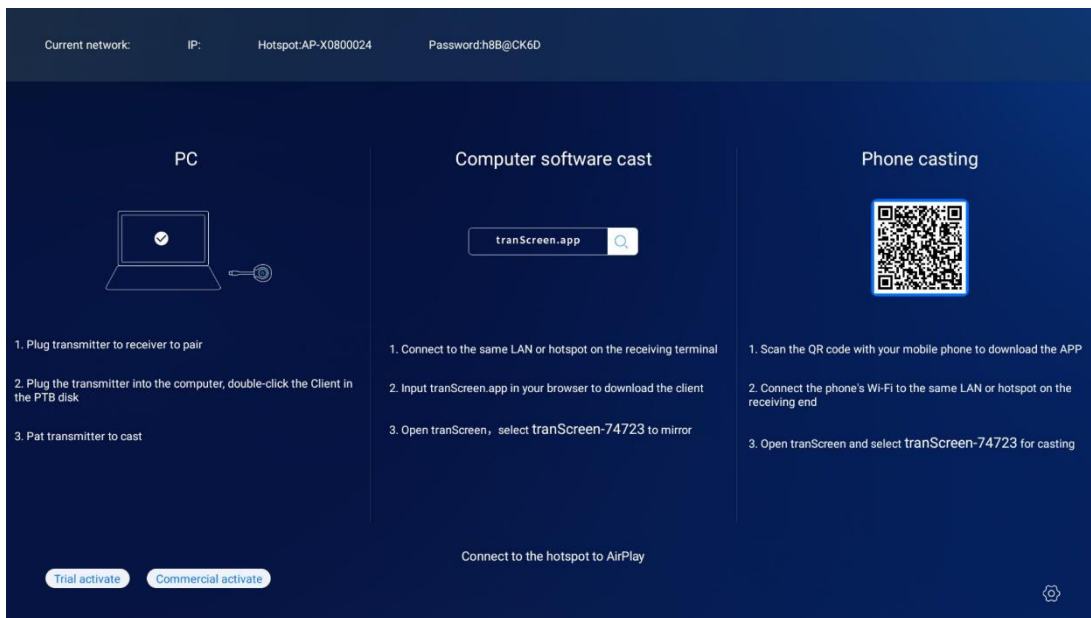 Current network: IP: Hotspot:AP-X0800024 Password:h8B@CK6D
PC
1. Plug transmitter to receiver to pair
2. Plug the transmitter into the computer, double-click the Client in
the PTB disk
3. Pat transmitter to cast
Computer software cast
tranScreen.app
1. Connect to the same LAN or hotspot on the receiving terminal
2. Input tranScreen.app in your browser to download the client
3. Open tranScreen，select tranScreen-74723 to mirror
Phone casting
1. Scan the QR code with your mobile phone to download the APP
2. Connect the phone's Wi-Fi to the same LAN or hotspot on the
receiving end
3. Open tranScreen and select tranScreen-74723 for casting
Connect to the hotspot to AirPlay
Trial activate Commercial activate